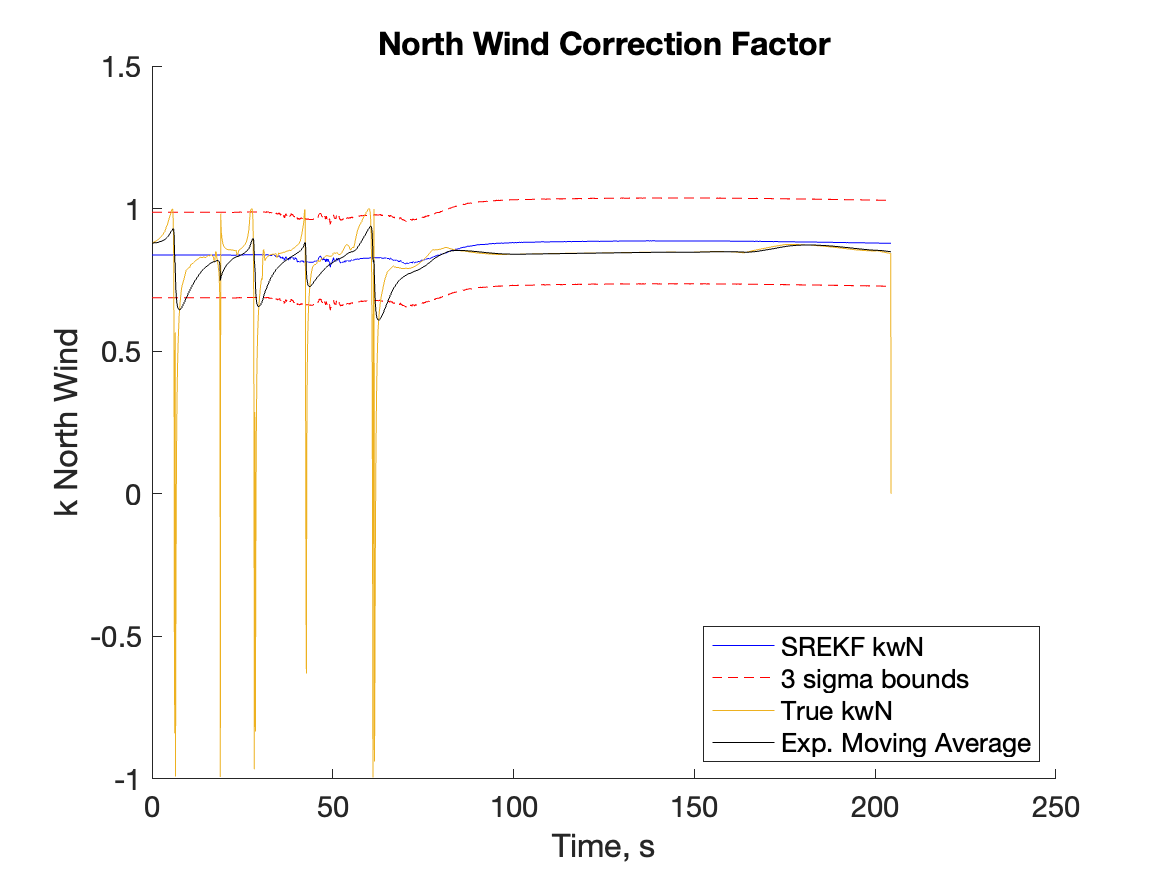 North Wind Correction Factor
1.5
1
0.5
0
-0.5
-1
k North Wind
0
50
100
150
200
250
Time, s
SREKF kwN
3 sigma bounds
True kwN
Exp. Moving Average